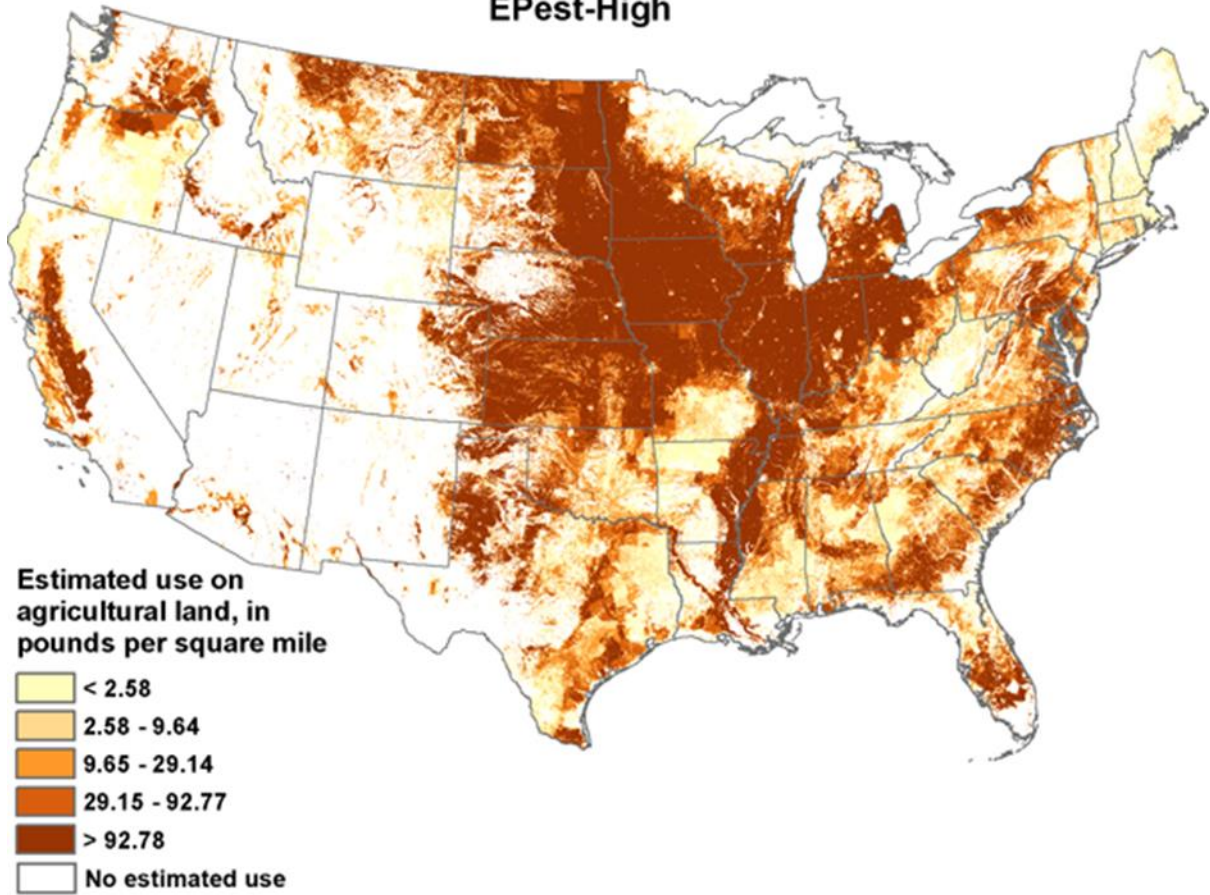 EPest-High
Estimated use on
agricultural land, in
pounds per square mile
< 2.58
2.58 - 9.64
9.65 - 29.14
29.15 - 92.77
> 92.78
No estimated use